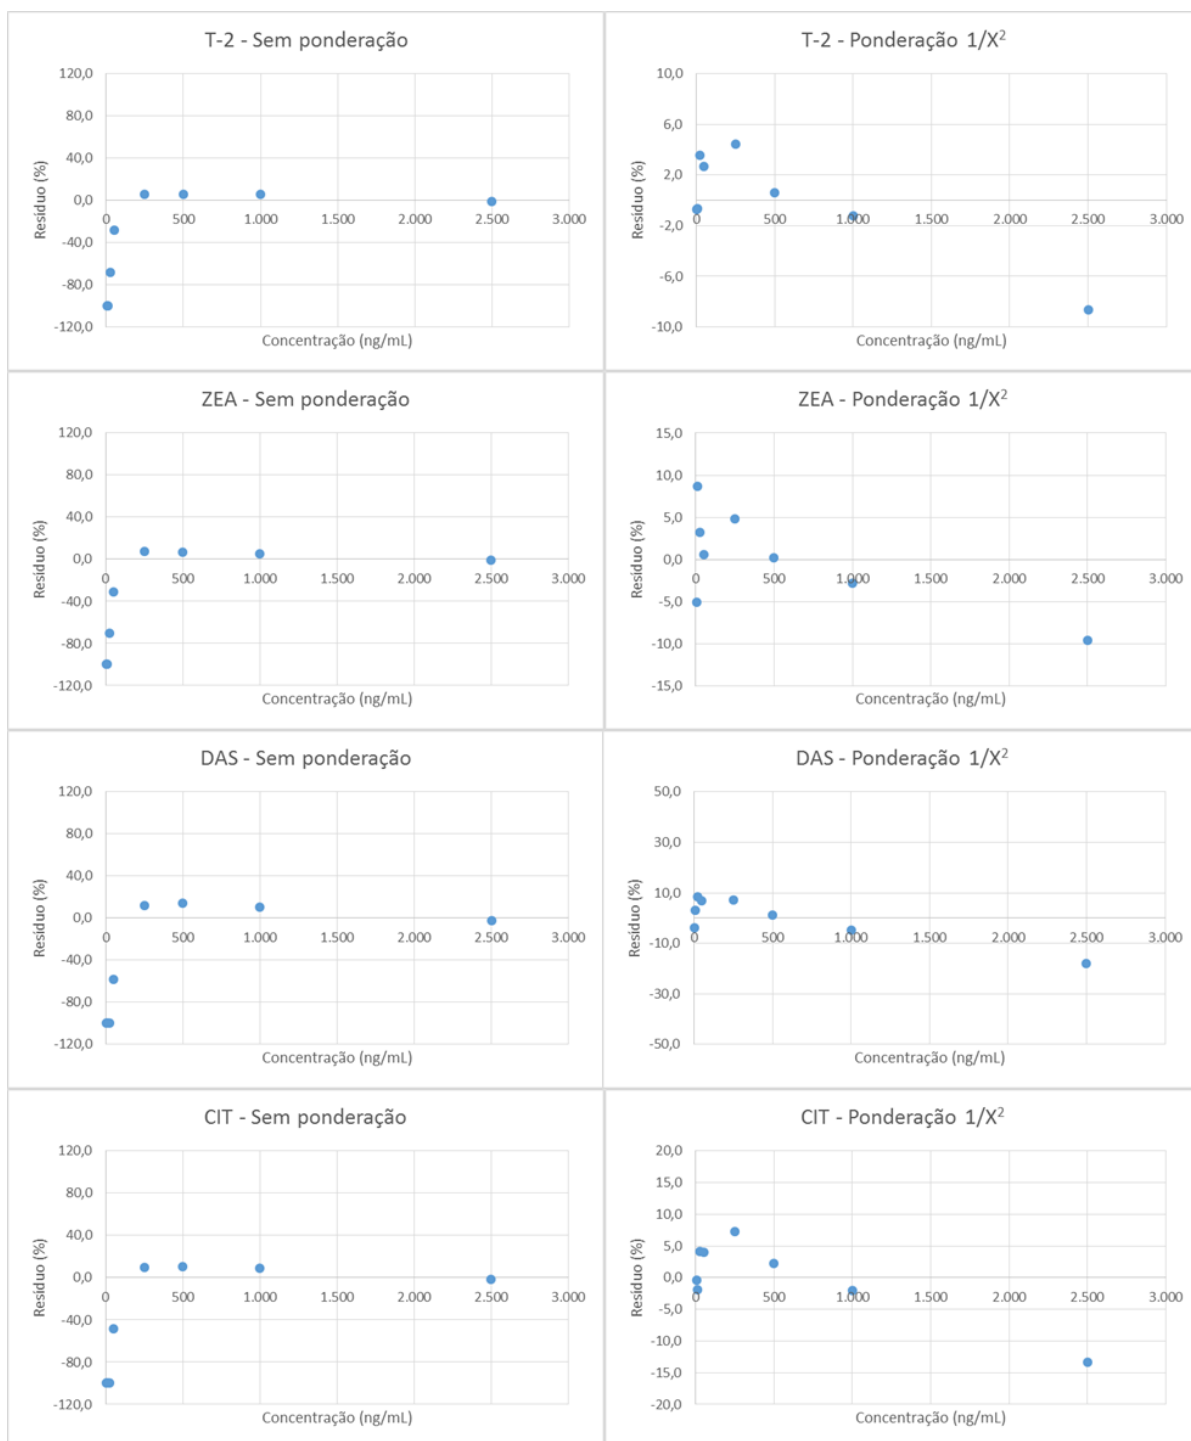 T-2 - Sem ponderação
120,0
80,0
40,0
0,0
-40,0
-80,0
-120,0
0 500 1.000 1.500 2.000 2.500 3.000
Resíduo (%)
Concentração (ng/mL)
T-2 - Ponderação 1/X²
10,0
6,0
2,0
-2,0
-6,0
-10,0
0 500 1.000 1.500 2.000 2.500 3.000
Resíduo (%)
Concentração (ng/mL)
ZEA - Sem ponderação
120,0
80,0
40,0
0,0
-40,0
-80,0
-120,0
0 500 1.000 1.500 2.000 2.500 3.000
Resíduo (%)
Concentração (ng/mL)
ZEA - Ponderação 1/X²
15,0
10,0
5,0
0,0
-5,0
-10,0
-15,0
0 500 1.000 1.500 2.000 2.500 3.000
Resíduo (%)
Concentração (ng/mL)
DAS - Sem ponderação
120,0
80,0
40,0
0,0
-40,0
-80,0
-120,0
0 500 1.000 1.500 2.000 2.500 3.000
Resíduo (%)
Concentração (ng/mL)
DAS - Ponderação 1/X²
50,0
30,0
10,0
-10,0
-30,0
-50,0
0 500 1.000 1.500 2.000 2.500 3.000
Resíduo (%)
Concentração (ng/mL)
CIT - Sem ponderação
120,0
80,0
40,0
0,0
-40,0
-80,0
-120,0
0 500 1.000 1.500 2.000 2.500 3.000
Resíduo (%)
Concentração (ng/mL)
CIT - Ponderação 1/X²
20,0
15,0
10,0
5,0
0,0
-5,0
-10,0
-15,0
-20,0
0 500 1.000 1.500 2.000 2.500 3.000
Resíduo (%)
Concentração (ng/mL)